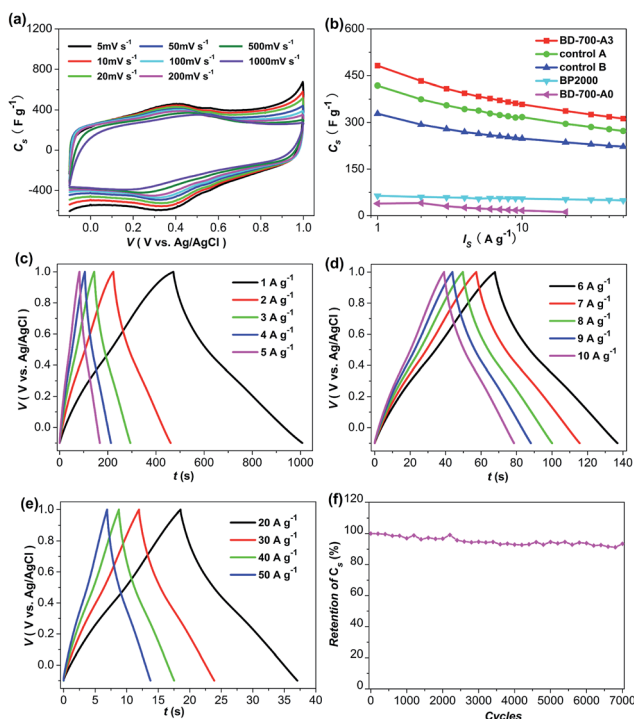 (a)
5mV s⁻¹ 50mV s⁻¹ 500mV s⁻¹
10mV s⁻¹ 100mV s⁻¹ 1000mV s⁻¹
20mV s⁻¹ 200mV s⁻¹
1200
800
400
0
-400
Cs ( F g⁻¹)
0.0 0.2 0.4 0.6 0.8 1.0
V ( V vs. Ag/AgCl )
(b)
BD-700-A3
control A
control B
BP2000
BD-700-A0
600
450
300
150
0
Cs ( F g⁻¹)
1 10
Is ( A g⁻¹)
(c)
1 A g⁻¹
2 A g⁻¹
3 A g⁻¹
4 A g⁻¹
5 A g⁻¹
1.0
0.8
0.6
0.4
0.2
0.0
V ( V vs. Ag/AgCl )
0 200 400 600 800 1000
t (s)
(d)
6 A g⁻¹
7 A g⁻¹
8 A g⁻¹
9 A g⁻¹
10 A g⁻¹
1.0
0.8
0.6
0.4
0.2
0.0
V ( V vs. Ag/AgCl )
0 20 40 60 80 100 120 140
t (s)
(e)
20 A g⁻¹
30 A g⁻¹
40 A g⁻¹
50 A g⁻¹
1.0
0.8
0.6
0.4
0.2
0.0
V ( V vs. Ag/AgCl )
0 5 10 15 20 25 30 35 40
t (s)
(f)
120
100
80
60
40
20
0
Retention of Cs (%)
0 1000 2000 3000 4000 5000 6000 7000
Cycles